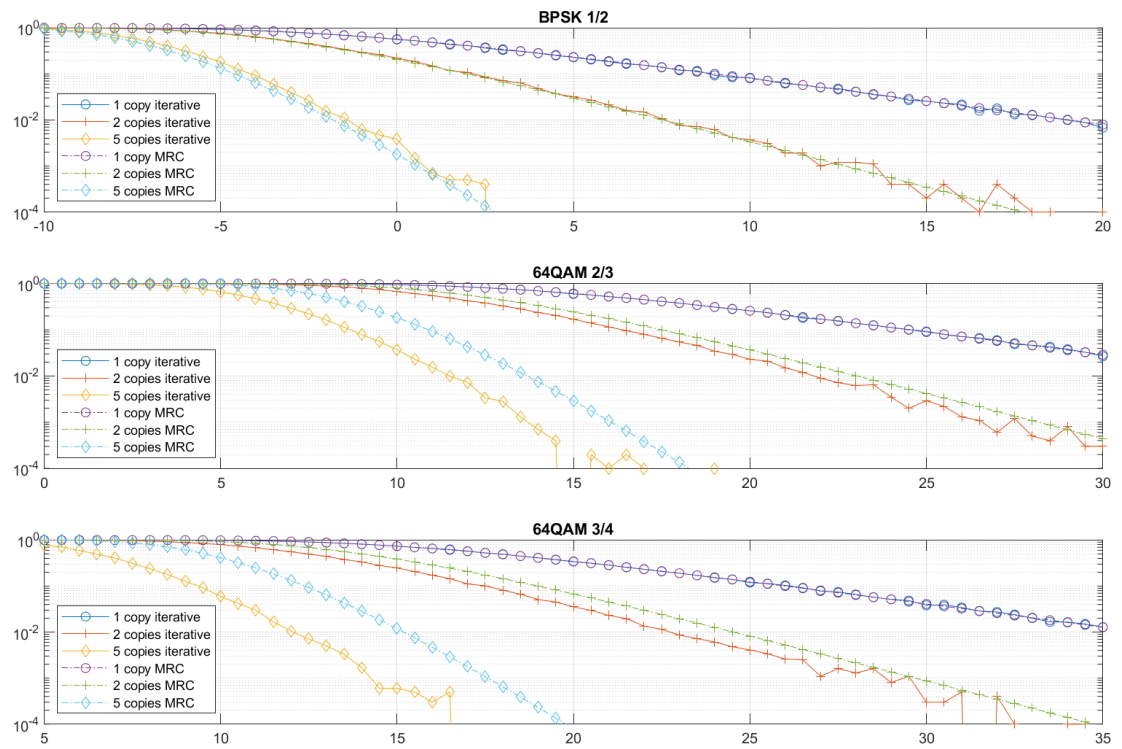 BPSK 1/2
10^0
10^-2
10^-4
1 copy iterative
2 copies iterative
5 copies iterative
1 copy MRC
2 copies MRC
5 copies MRC
-10 -5 0 5 10 15 20
64QAM 2/3
10^0
10^-2
10^-4
1 copy iterative
2 copies iterative
5 copies iterative
1 copy MRC
2 copies MRC
5 copies MRC
0 5 10 15 20 25 30
64QAM 3/4
10^0
10^-2
10^-4
1 copy iterative
2 copies iterative
5 copies iterative
1 copy MRC
2 copies MRC
5 copies MRC
5 10 15 20 25 30 35